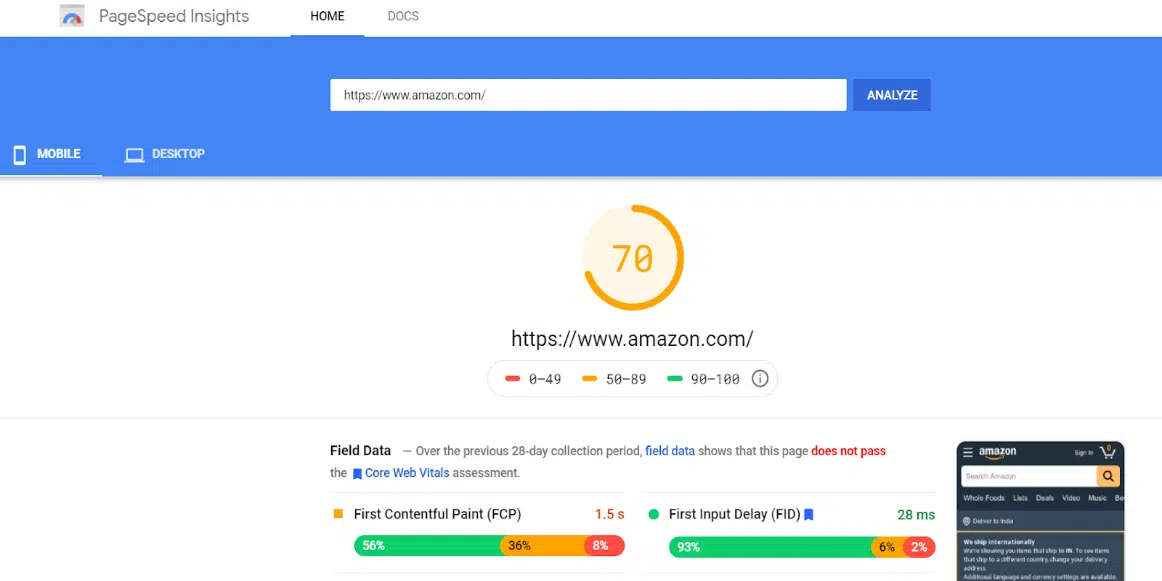 PageSpeed Insights
HOME
DOCS
https://www.amazon.com/
ANALYZE
MOBILE
DESKTOP
70
https://www.amazon.com/
0–49
50–89
90–100
Field Data — Over the previous 28-day collection period, field data shows that this page does not pass
the Core Web Vitals assessment.
First Contentful Paint (FCP)
1.5 s
56%
36%
8%
First Input Delay (FID)
28 ms
93%
6%
2%
amazon
Sign In
0
Search Amazon
Whole Foods Lists Deals Video Music Be
Deliver to India
We ship internationally
We're showing you items that ship to IN. To see items
that ship to a different country, change your delivery
address.
Additional language and currency settings are available.